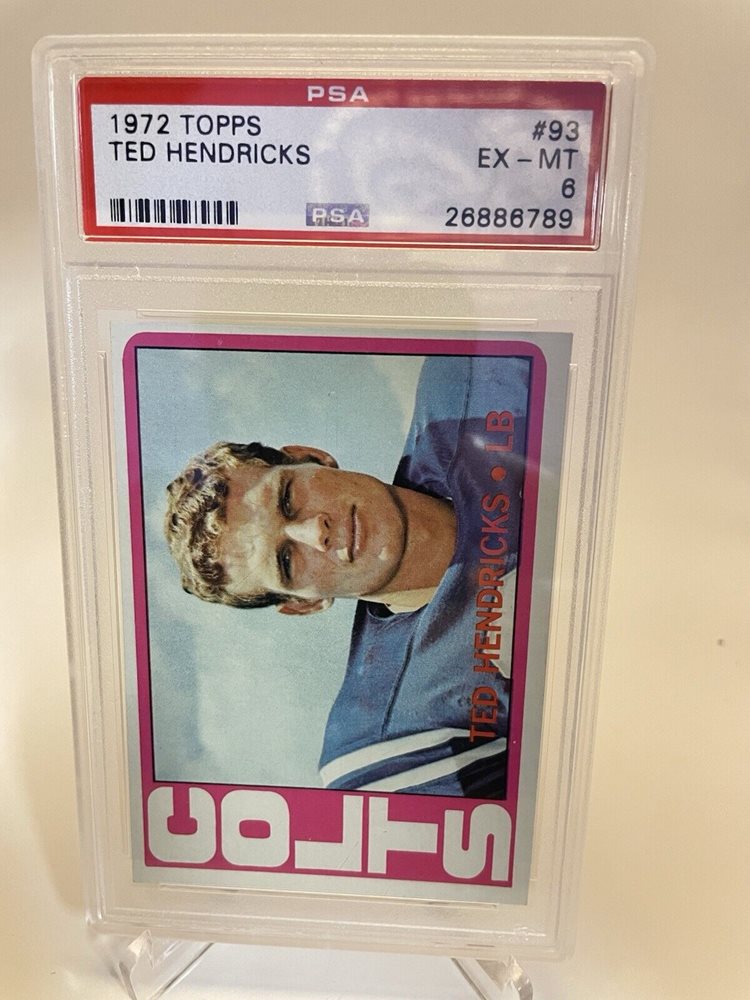 PSA
1972 TOPPS #93
TED HENDRICKS EX - MT
6
PSA 26886789
TED HENDRICKS • LB
COLTS